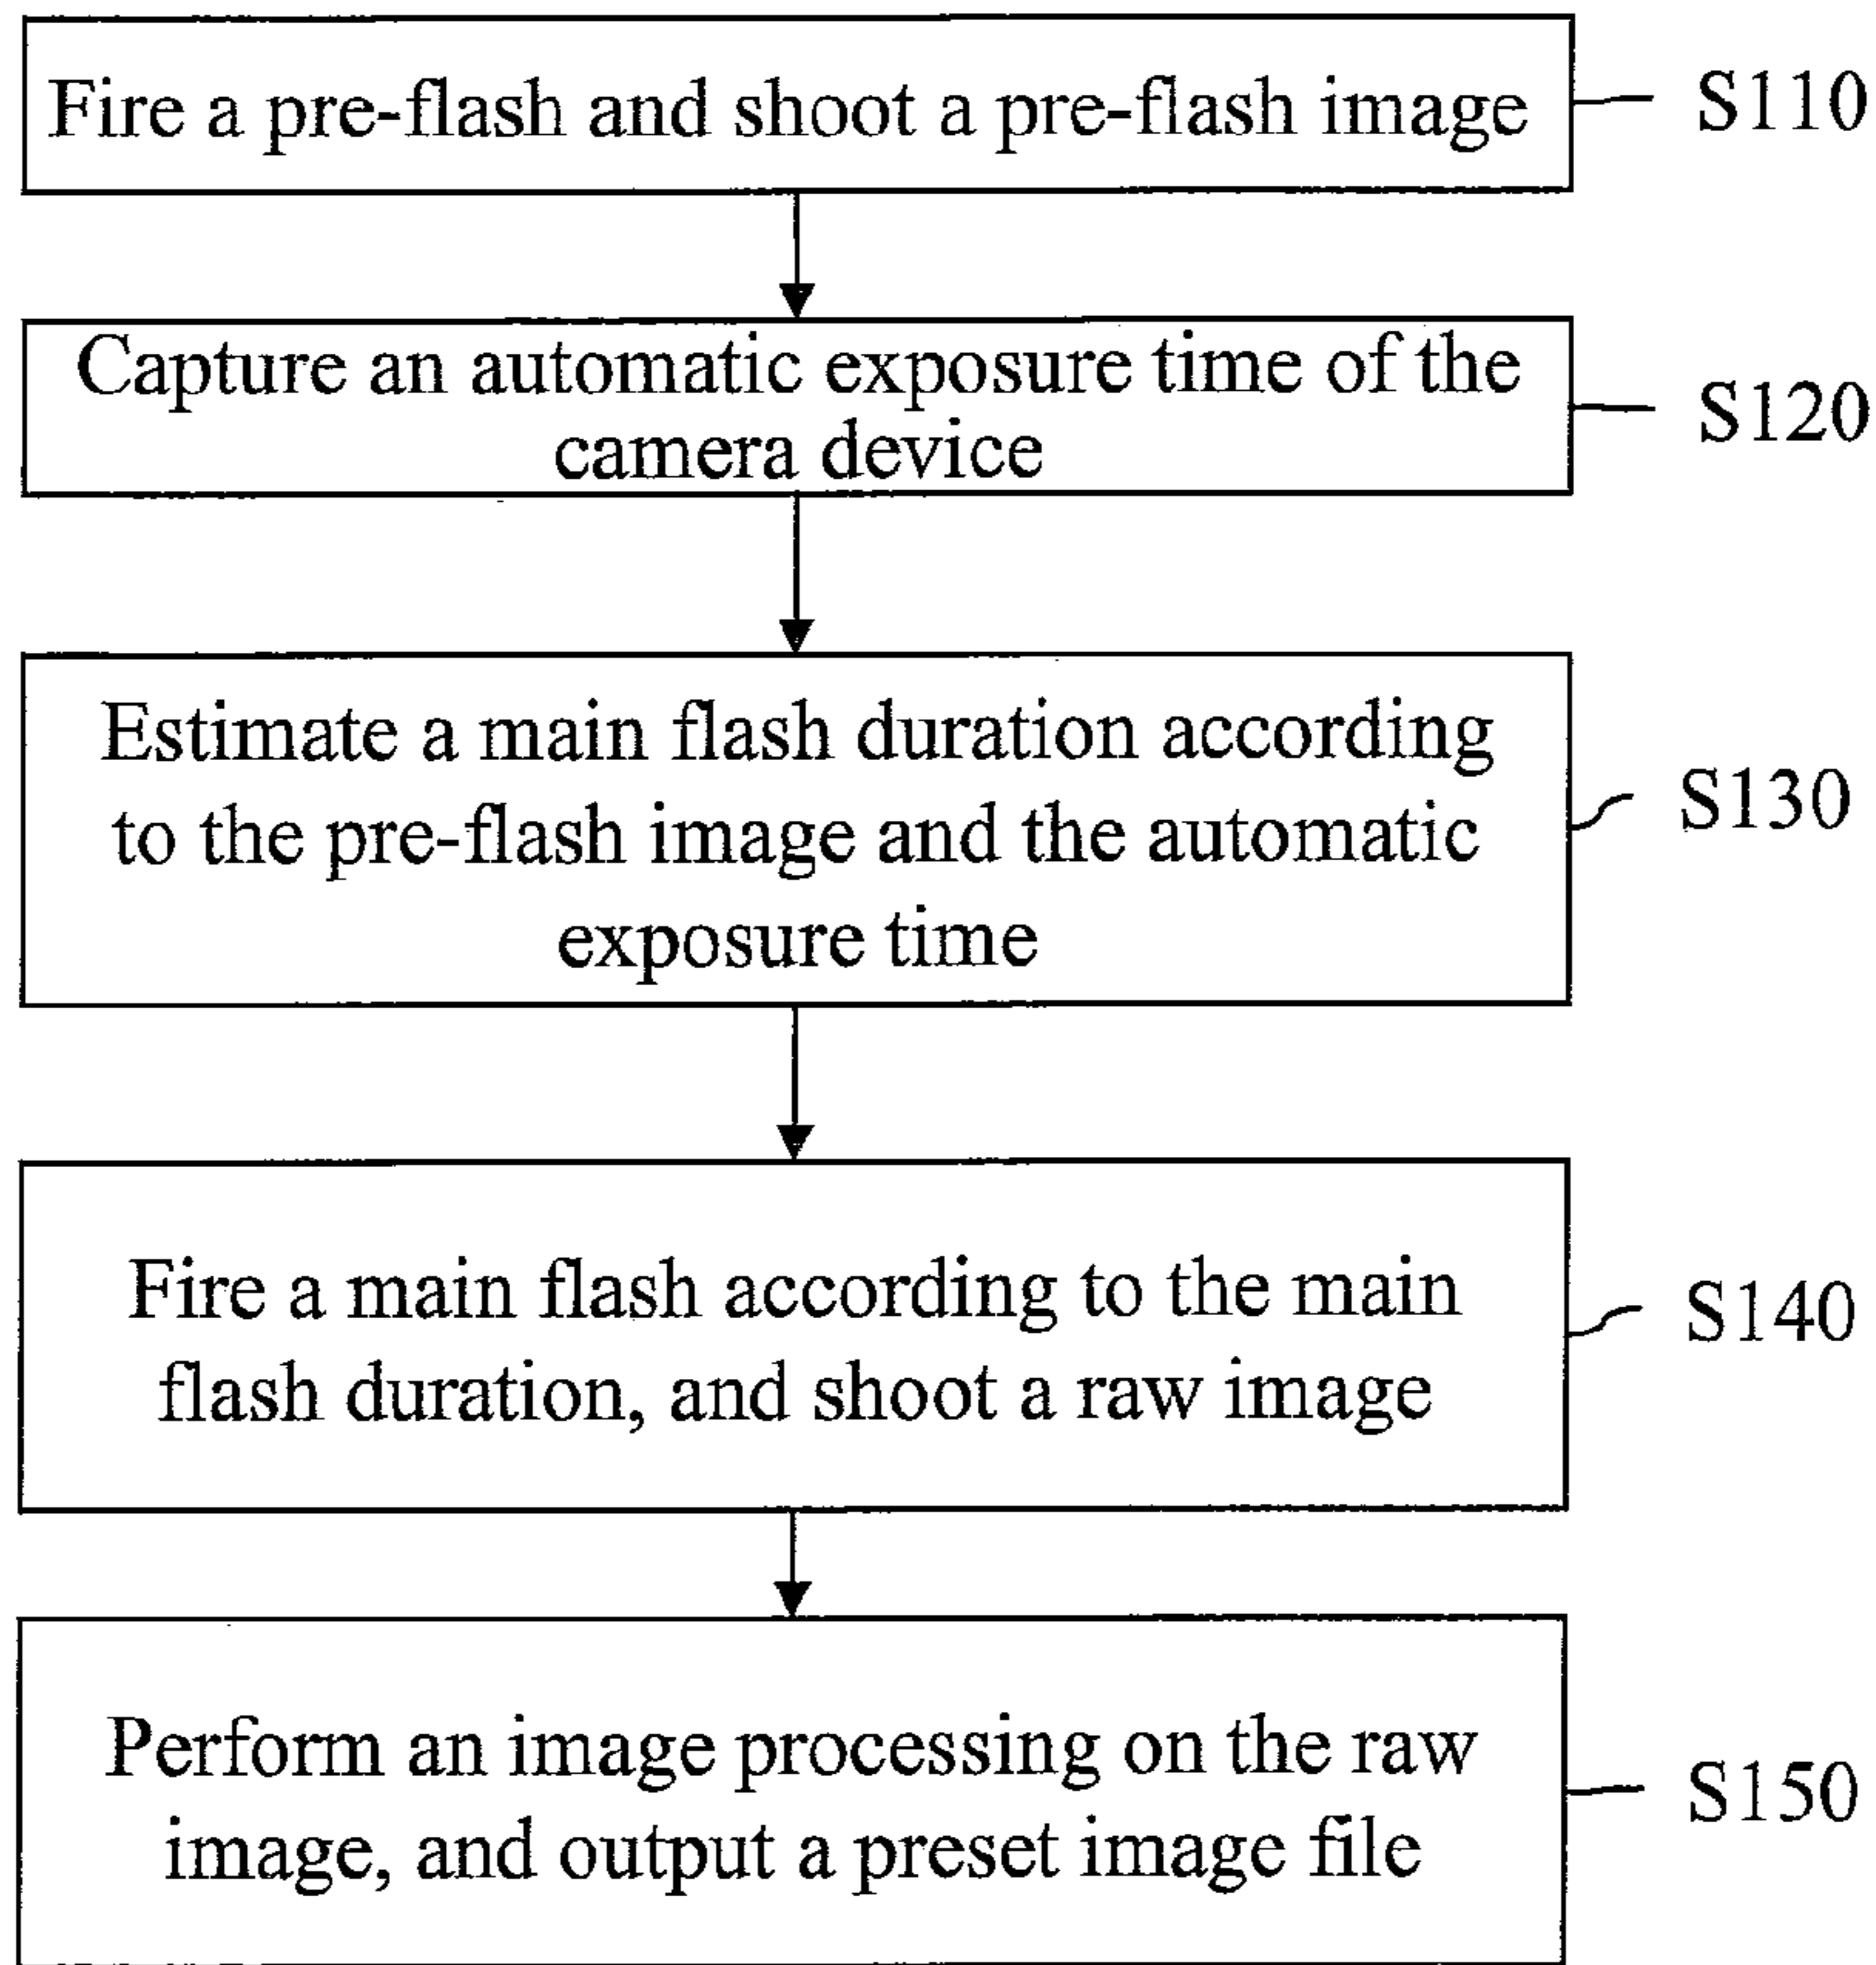 Fire a pre-flash and shoot a pre-flash image
S110
Capture an automatic exposure time of the
camera device
S120
Estimate a main flash duration according
to the pre-flash image and the automatic
exposure time
S130
Fire a main flash according to the main
flash duration, and shoot a raw image
S140
Perform an image processing on the raw
image, and output a preset image file
S150